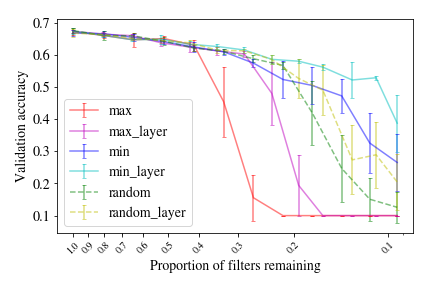 0.7
0.6
0.5
0.4
0.3
0.2
0.1
Validation accuracy
max
max_layer
min
min_layer
random
random_layer
1.0 0.9 0.8 0.7 0.6 0.5 0.4 0.3 0.2 0.1
Proportion of filters remaining